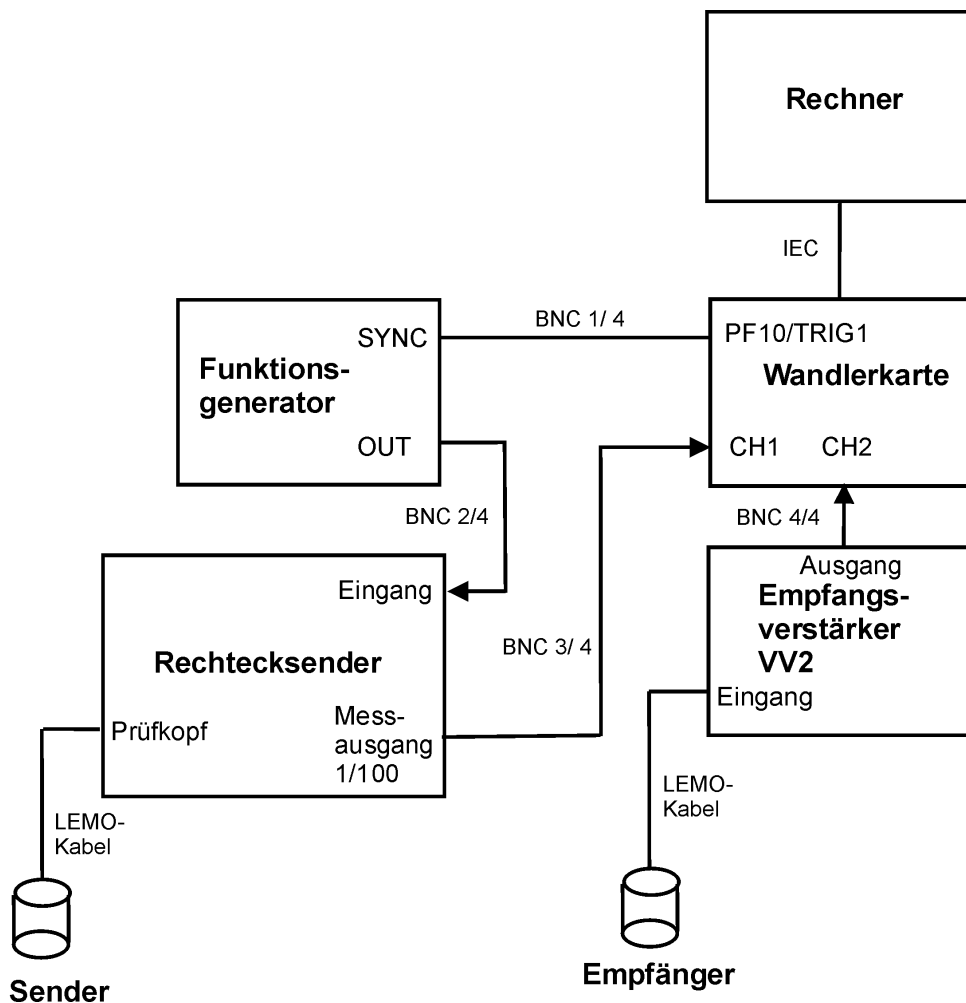 Rechner
IEC
BNC 1/ 4
SYNC
Funktions-
generator
OUT
PF10/TRIG1
Wandlerkarte
CH1
CH2
BNC 2/4
BNC 4/4
Eingang
Rechtecksender
Prüfkopf
Mess-
ausgang
1/100
BNC 3/ 4
Ausgang
Empfangs-
verstärker
VV2
Eingang
LEMO-
Kabel
LEMO-
Kabel
Sender
Empfänger